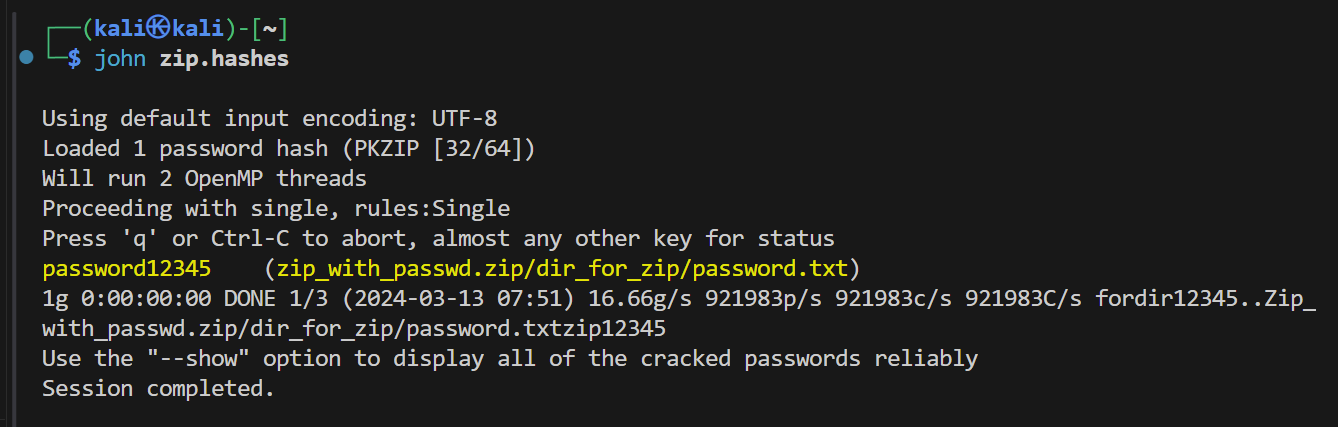 ┌──(kali㉿kali)-[~]
└─$ john zip.hashes
Using default input encoding: UTF-8
Loaded 1 password hash (PKZIP [32/64])
Will run 2 OpenMP threads
Proceeding with single, rules:Single
Press 'q' or Ctrl-C to abort, almost any other key for status
password12345    (zip_with_passwd.zip/dir_for_zip/password.txt)
1g 0:00:00:00 DONE 1/3 (2024-03-13 07:51) 16.66g/s 921983p/s 921983c/s 921983C/s fordir12345..Zip_
with_passwd.zip/dir_for_zip/password.txtzip12345
Use the "--show" option to display all of the cracked passwords reliably
Session completed.